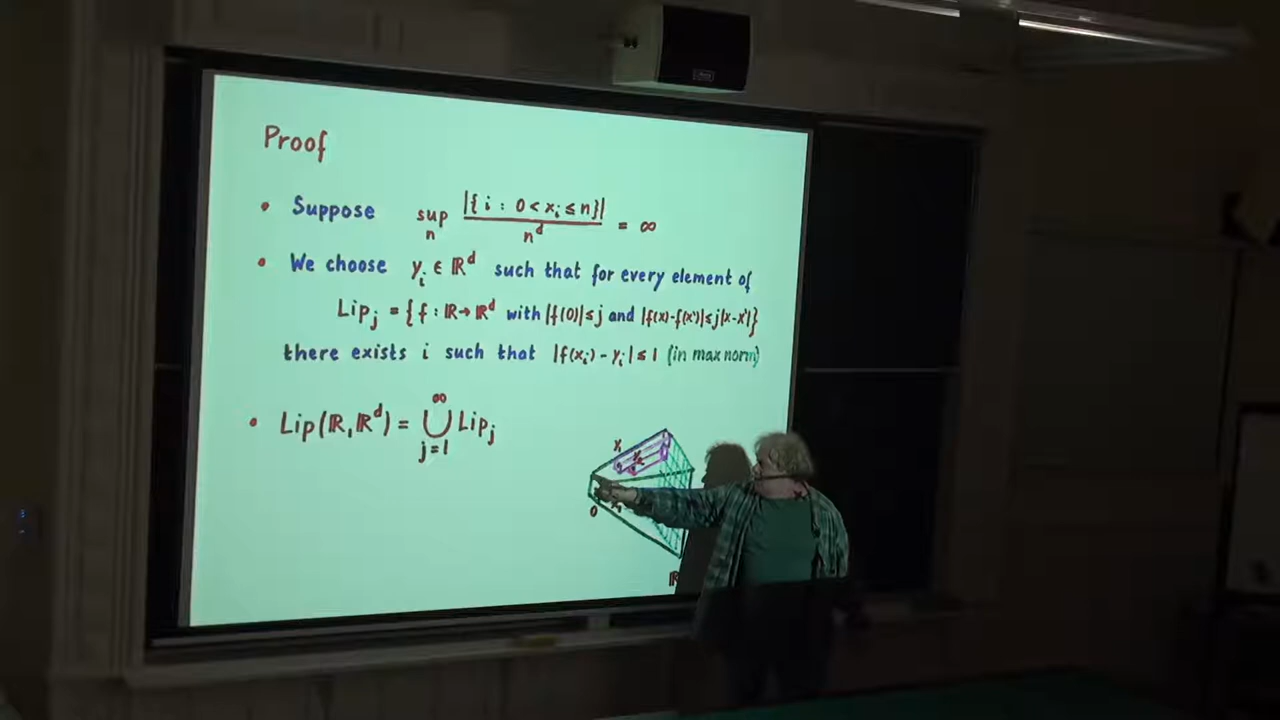 Proof
• Suppose sup_n |{i : 0 < x_i ≤ n}| / n^d = ∞
• We choose y_i ∈ ℝ^d such that for every element of
Lip_j = {f : ℝ → ℝ^d with |f(0)| ≤ j and |f(x)-f(x')| ≤ j|x-x'|}
there exists i such that |f(x_i) - y_i| ≤ 1 (in max norm)
• Lip(ℝ, ℝ^d) = ⋃_{j=1}^∞ Lip_j
0